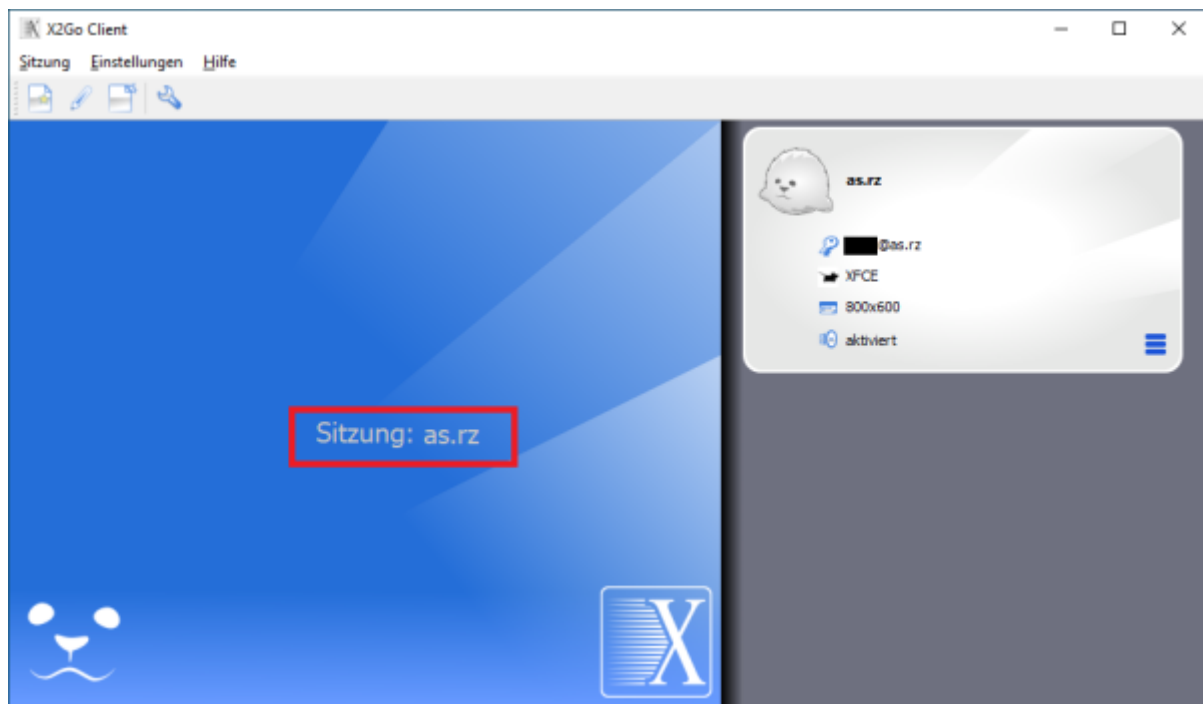 X2Go Client
Sitzung Einstellungen Hilfe
as.rz
@as.rz
XFCE
800x600
aktiviert
Sitzung: as.rz
X